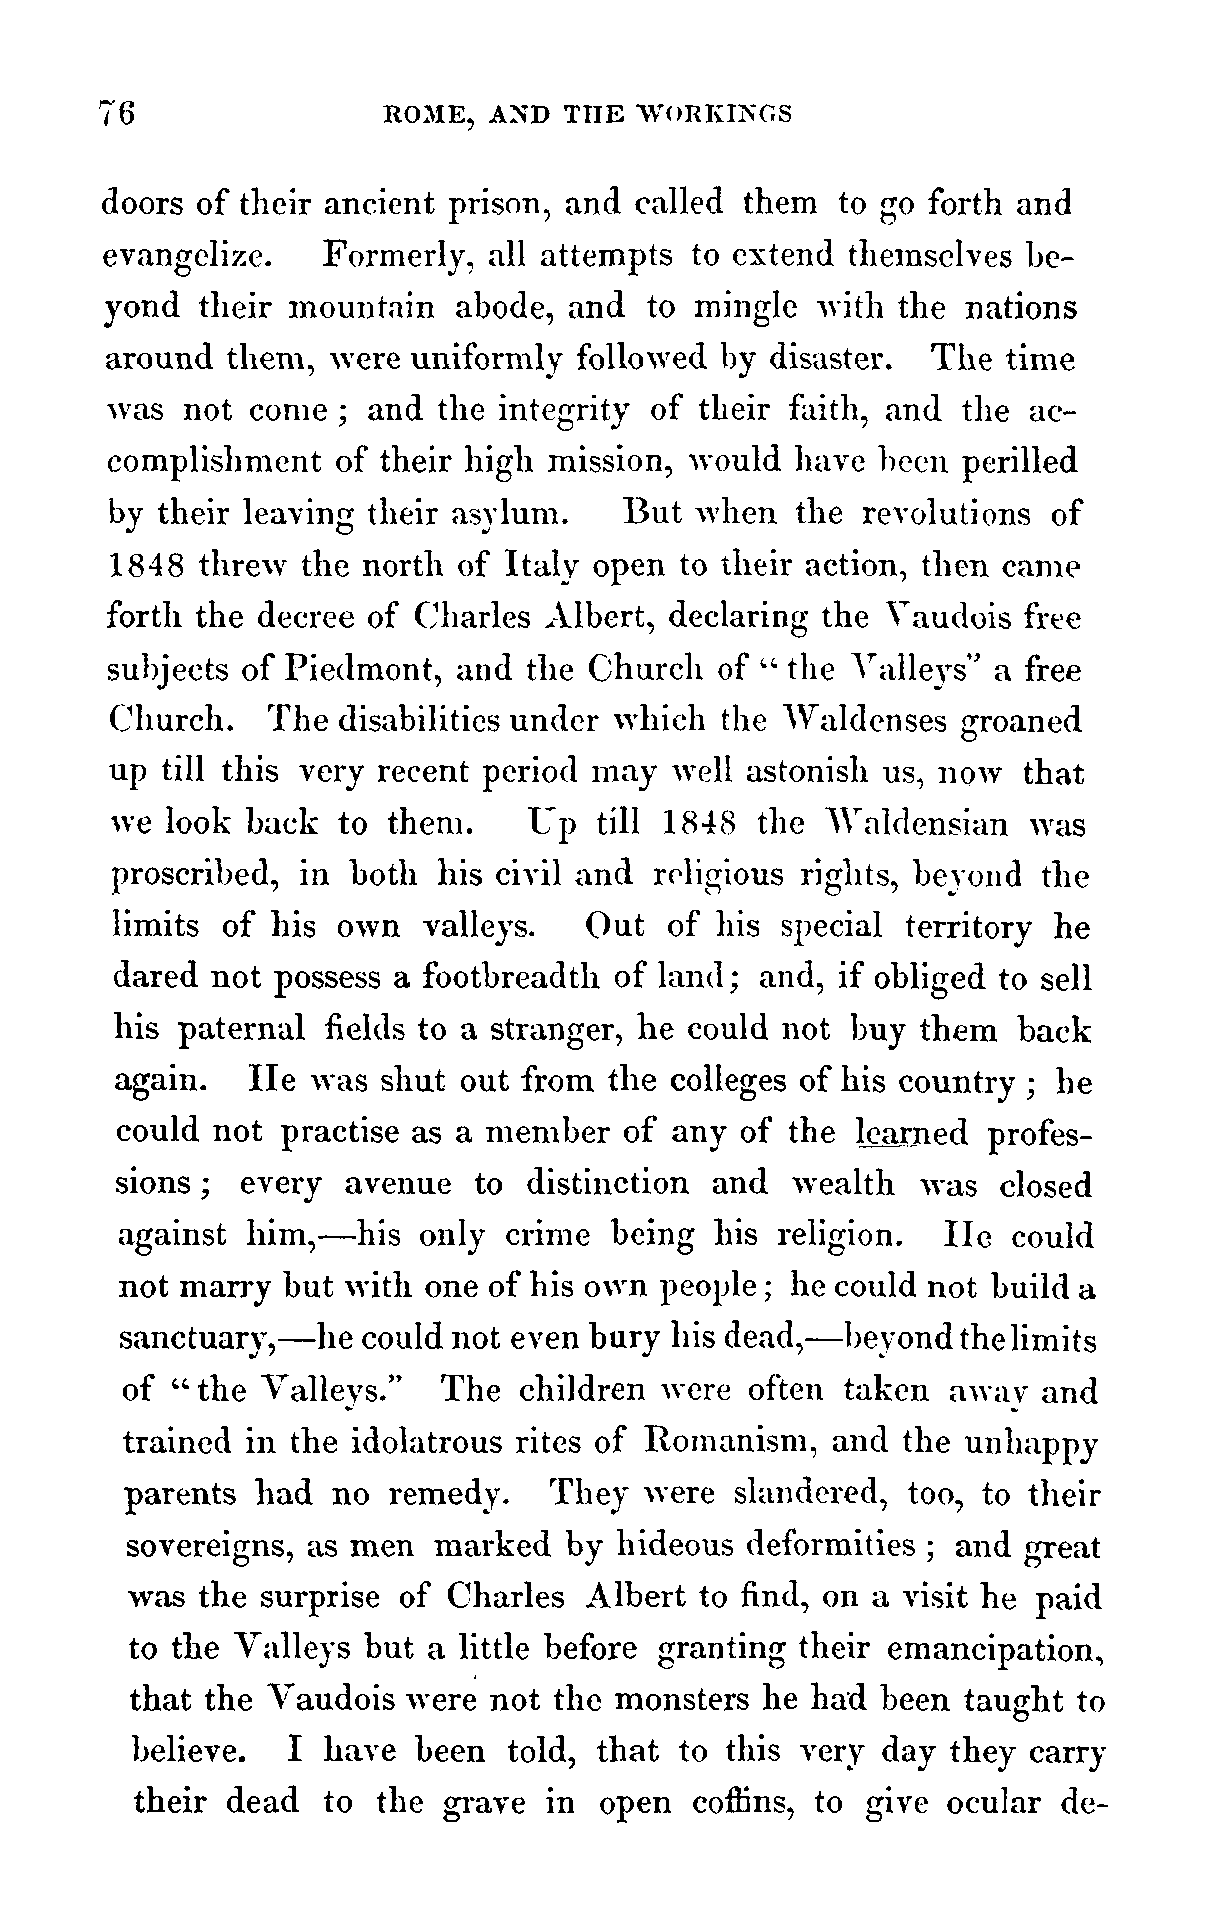 76 ROME, AND THE WORKINGS
doors of their ancient prison, and called them to go forth and
evangelize. Formerly, all attempts to extend themselves be-
yond their mountain abode, and to mingle with the nations
around them, were uniformly followed by disaster. The time
was not come ; and the integrity of their faith, and the ac-
complishment of their high mission, would have been perilled
by their leaving their asylum. But when the revolutions of
1848 threw the north of Italy open to their action, then came
forth the decree of Charles Albert, declaring the Vaudois free
subjects of Piedmont, and the Church of “ the Valleys” a free
Church. The disabilities under which the Waldenses groaned
up till this very recent period may well astonish us, now that
we look back to them. Up till 1848 the Waldensian was
proscribed, in both his civil and religious rights, beyond the
limits of his own valleys. Out of his special territory he
dared not possess a footbreadth of land; and, if obliged to sell
his paternal fields to a stranger, he could not buy them back
again. He was shut out from the colleges of his country ; he
could not practise as a member of any of the learned profes-
sions ; every avenue to distinction and wealth was closed
against him,—his only crime being his religion. He could
not marry but with one of his own people ; he could not build a
sanctuary,—he could not even bury his dead,—beyond the limits
of “ the Valleys.” The children were often taken away and
trained in the idolatrous rites of Romanism, and the unhappy
parents had no remedy. They were slandered, too, to their
sovereigns, as men marked by hideous deformities ; and great
was the surprise of Charles Albert to find, on a visit he paid
to the Valleys but a little before granting their emancipation,
that the Vaudois were not the monsters he had been taught to
believe. I have been told, that to this very day they carry
their dead to the grave in open coffins, to give ocular de-